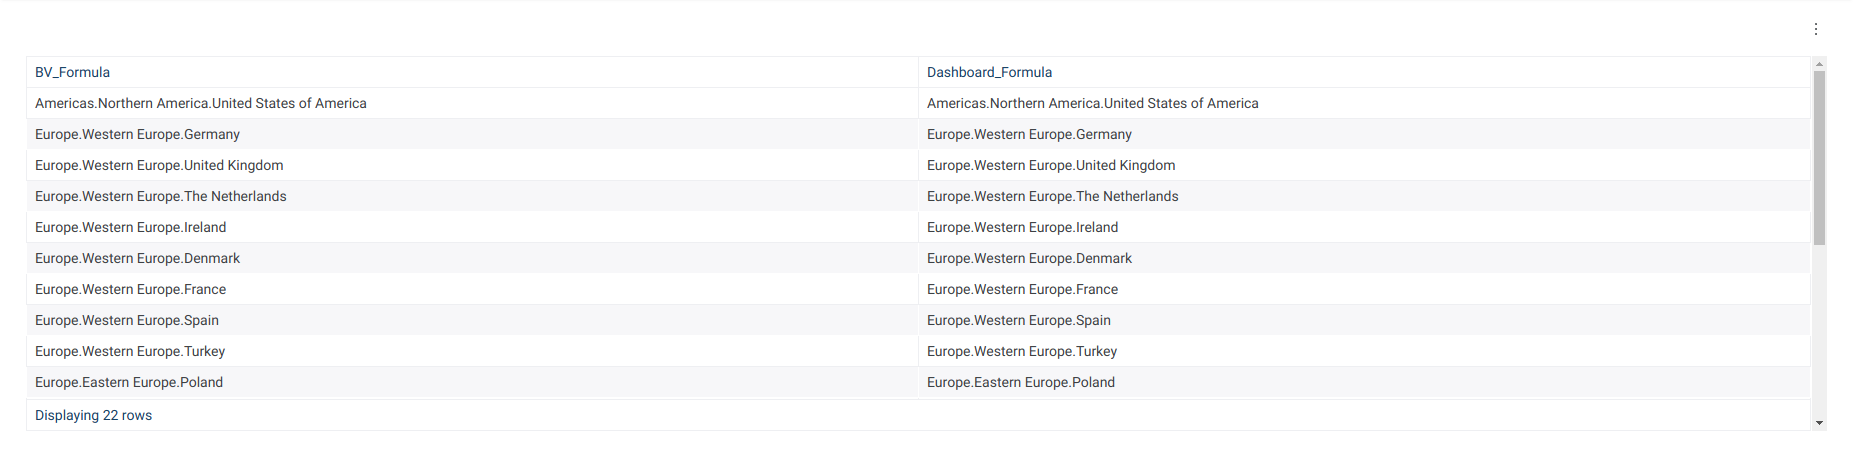 BV_Formula Dashboard_Formula
Americas.Northern America.United States of America Americas.Northern America.United States of America
Europe.Western Europe.Germany Europe.Western Europe.Germany
Europe.Western Europe.United Kingdom Europe.Western Europe.United Kingdom
Europe.Western Europe.The Netherlands Europe.Western Europe.The Netherlands
Europe.Western Europe.Ireland Europe.Western Europe.Ireland
Europe.Western Europe.Denmark Europe.Western Europe.Denmark
Europe.Western Europe.France Europe.Western Europe.France
Europe.Western Europe.Spain Europe.Western Europe.Spain
Europe.Western Europe.Turkey Europe.Western Europe.Turkey
Europe.Eastern Europe.Poland Europe.Eastern Europe.Poland
Displaying 22 rows